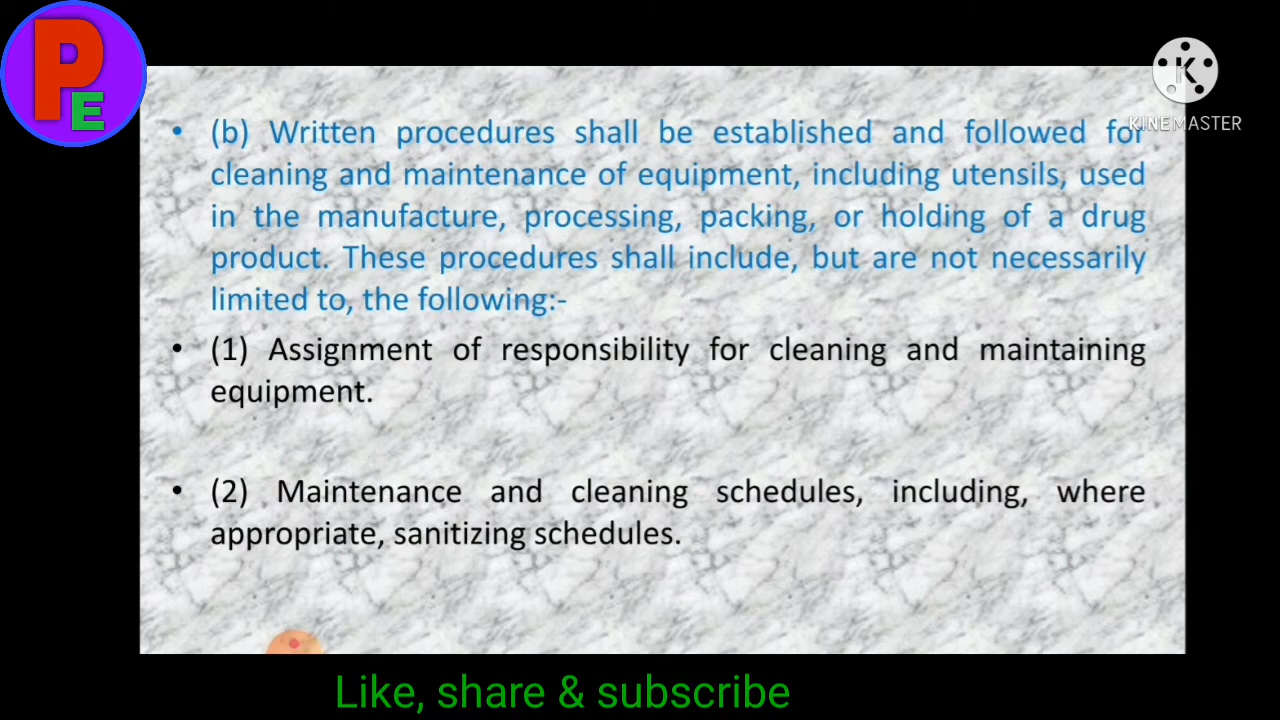 PE
K
KINEMASTER
• (b) Written procedures shall be established and followed for
cleaning and maintenance of equipment, including utensils, used
in the manufacture, processing, packing, or holding of a drug
product. These procedures shall include, but are not necessarily
limited to, the following:-
• (1) Assignment of responsibility for cleaning and maintaining
equipment.
• (2) Maintenance and cleaning schedules, including, where
appropriate, sanitizing schedules.
Like, share & subscribe